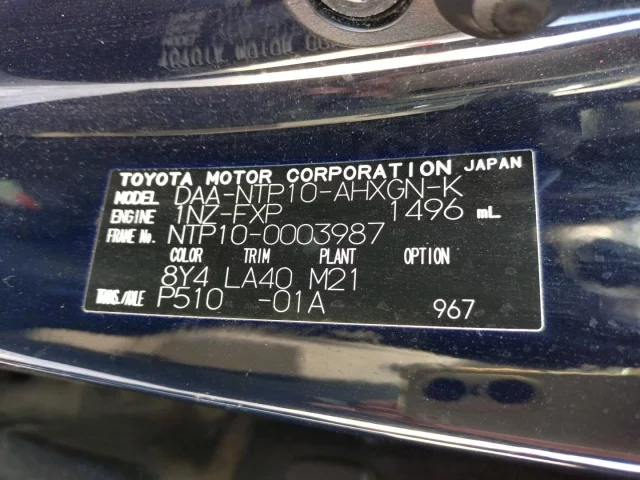 TOYOTA MOTOR CORPORATION JAPAN
MODEL DAA-NTP10-AHXGN-K
ENGINE 1NZ-FXP 1496 mL
FRAME No. NTP10-0003987
COLOR TRIM PLANT OPTION
8Y4 LA40 M21
TRANS./AXLE P510 -01A 967